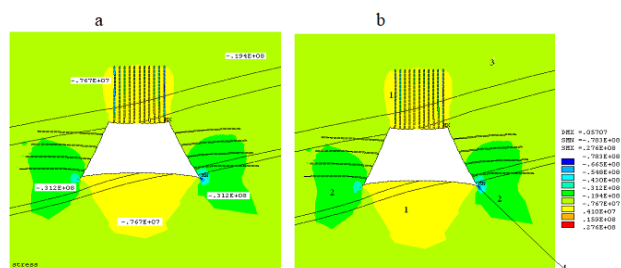 a
b
-.194E+08
-.767E+07
-.312E+08
-.312E+08
-.767E+07
stress
1
3
2
1
2
DMX =.05707
SMN =-.783E+08
SMX =.276E+08
-.783E+08
-.665E+08
-.548E+08
-.430E+08
-.312E+08
-.194E+08
-.767E+07
.410E+07
.159E+08
.276E+08